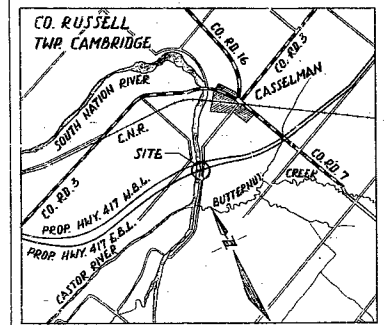 CO. RUSSELL
TWP. CAMBRIDGE
CO. RD. 16
CO. RD. 3
CASSELMAN
SOUTH NATION RIVER
C.N.R.
SITE
CO. RD. 7
CO. RD. 3
BUTTERNUT
CREEK
PROP. HWY. 417 W.B.L.
PROP. HWY. 417 E.B.L.
CASTOR RIVER
N